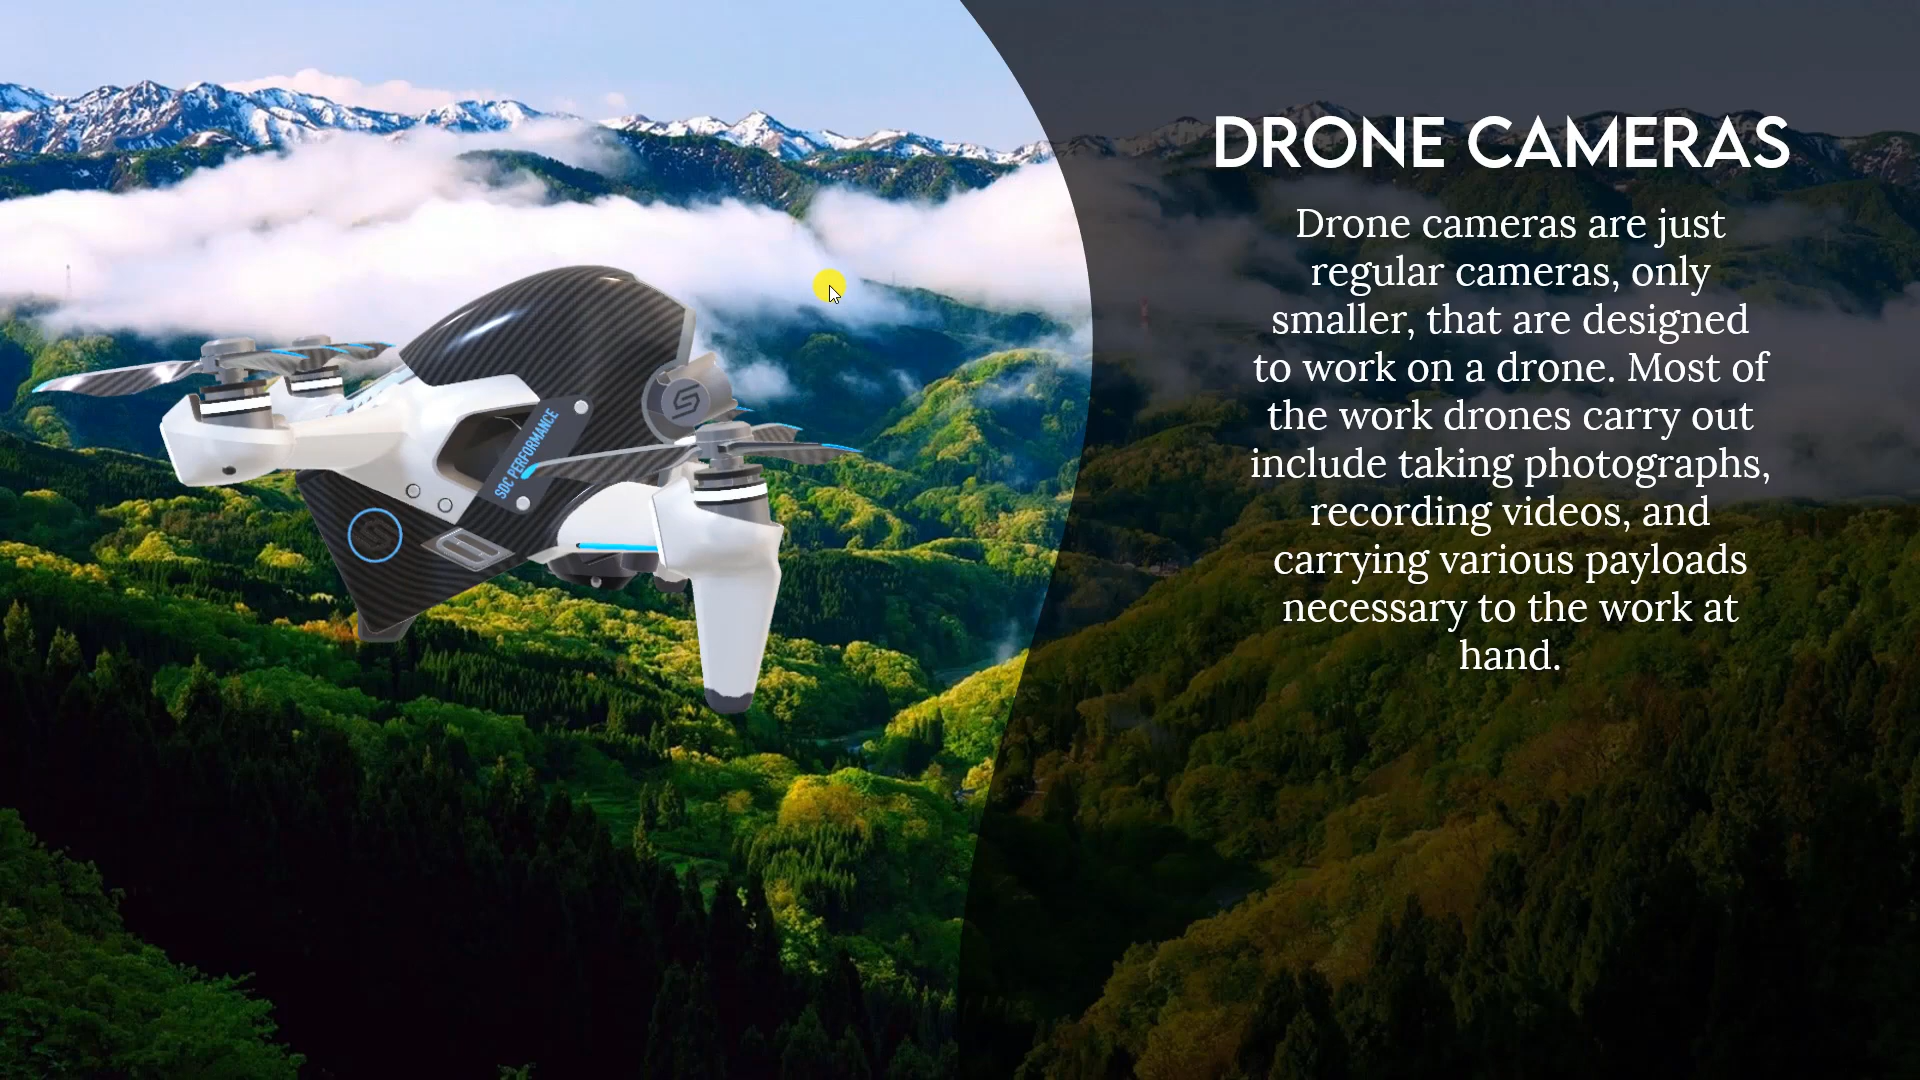 DRONE CAMERAS
Drone cameras are just
regular cameras, only
smaller, that are designed
to work on a drone. Most of
the work drones carry out
include taking photographs,
recording videos, and
carrying various payloads
necessary to the work at
hand.
SDC PERFORMANCE